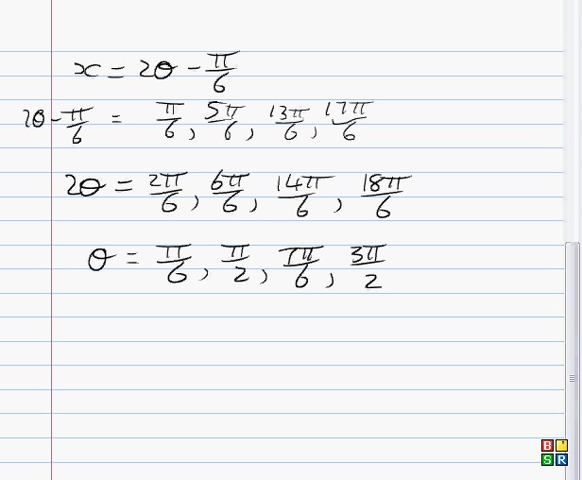 x = 2θ - π/6
2θ - π/6 = π/6, 5π/6, 13π/6, 17π/6
2θ = 2π/6, 6π/6, 14π/6, 18π/6
θ = π/6, π/2, 7π/6, 3π/2
B
S R